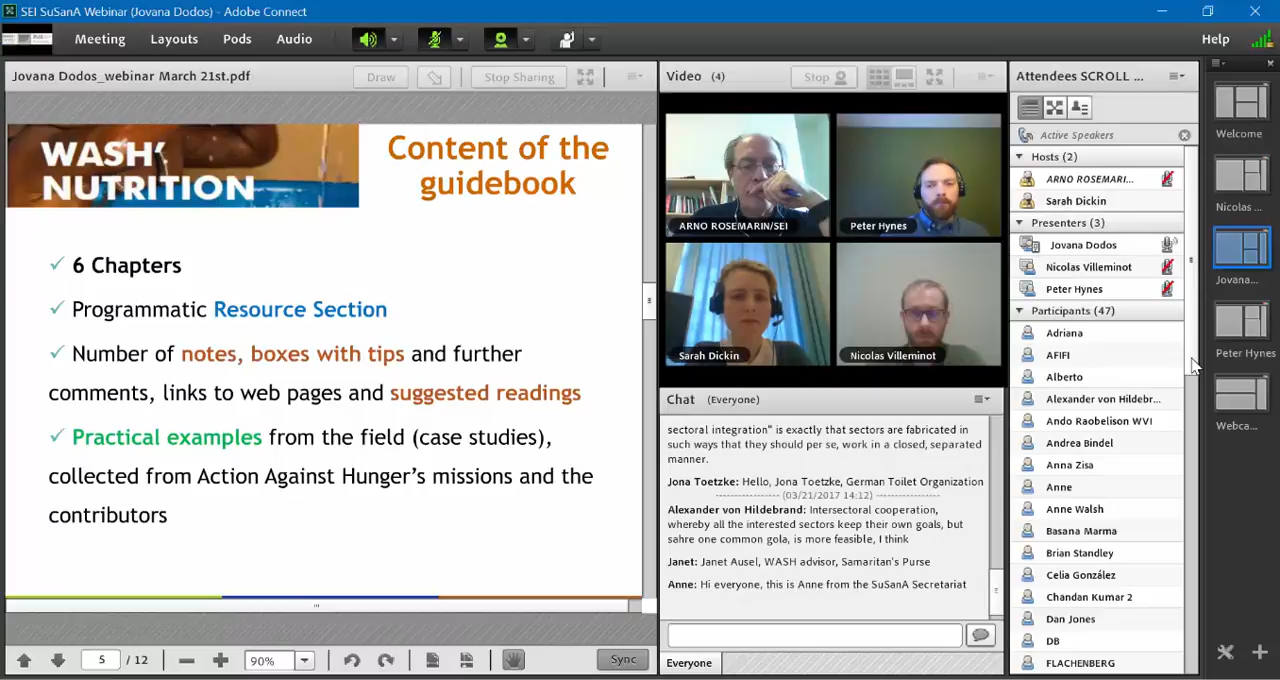 SEI SuSanA Webinar (Jovana Dodos) - Adobe Connect
Meeting Layouts Pods Audio Help
Jovana Dodos_webinar March 21st.pdf
Draw
Stop Sharing
WASH'
NUTRITION
Content of the
guidebook
✓ 6 Chapters
✓ Programmatic Resource Section
✓ Number of notes, boxes with tips and further
comments, links to web pages and suggested readings
✓ Practical examples from the field (case studies),
collected from Action Against Hunger's missions and the
contributors
5 / 12
90%
Sync
Video (4)
Stop
ARNO ROSEMARIN/SEI
Peter Hynes
Sarah Dickin
Nicolas Villeminot
Chat (Everyone)
sectoral integration" is exactly that sectors are fabricated in
such ways that they should per se, work in a closed, separated
manner.
Jona Toetzke: Hello, Jona Toetzke, German Toilet Organization
(03/21/2017 14:12)
Alexander von Hildebrand: Intersectoral cooperation,
whereby all the interested sectors keep their own goals, but
sahre one common gola, is more feasible, I think
Janet: Janet Ausel, WASH advisor, Samaritan's Purse
Anne: Hi everyone, this is Anne from the SuSanA Secretariat
Everyone
Attendees SCROLL ...
Active Speakers
Hosts (2)
ARNO ROSEMARI...
Sarah Dickin
Presenters (3)
Jovana Dodos
Nicolas Villeminot
Peter Hynes
Participants (47)
Adriana
AFIFI
Alberto
Alexander von Hildebr...
Ando Raobelison WVI
Andrea Bindel
Anna Zisa
Anne
Anne Walsh
Basana Marma
Brian Standley
Celia González
Chandan Kumar 2
Dan Jones
DB
FLACHENBERG
Welcome
Nicolas ...
Jovana...
Peter Hynes
Webca...